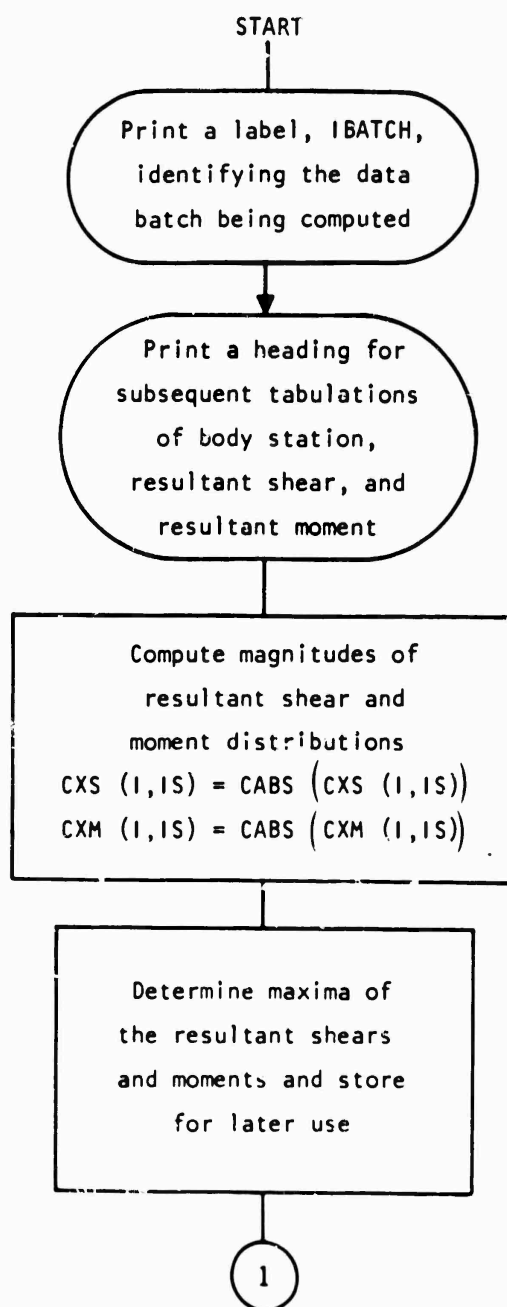 START
Print a label, IBATCH,
identifying the data
batch being computed
Print a heading for
subsequent tabulations
of body station,
resultant shear, and
resultant moment
Compute magnitudes of
resultant shear and
moment distributions
CXS (I,IS) = CABS (CXS (I,IS))
CXM (I,IS) = CABS (CXM (I,IS))
Determine maxima of
the resultant shears
and moments and store
for later use
1